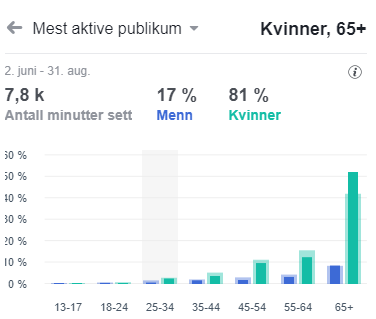 Mest aktive publikum Kvinner, 65+
2. juni - 31. aug.
7,8 k 17 % 81 %
Antall minutter sett Menn Kvinner
50 %
50 %
40 %
30 %
20 %
10 %
0 %
13-17 18-24 25-34 35-44 45-54 55-64 65+